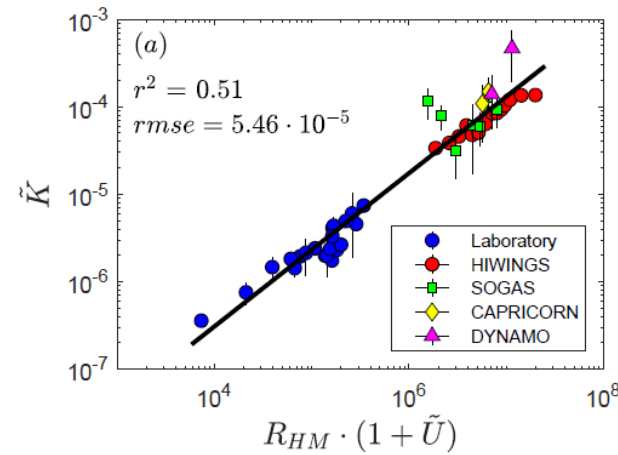 (a)
r² = 0.51
rmse = 5.46 · 10⁻⁵
10⁻³
10⁻⁴
10⁻⁵
10⁻⁶
10⁻⁷
K̃
Laboratory
HIWINGS
SOGAS
CAPRICORN
DYNAMO
10⁴
10⁶
10⁸
R_HM · (1 + Ũ)